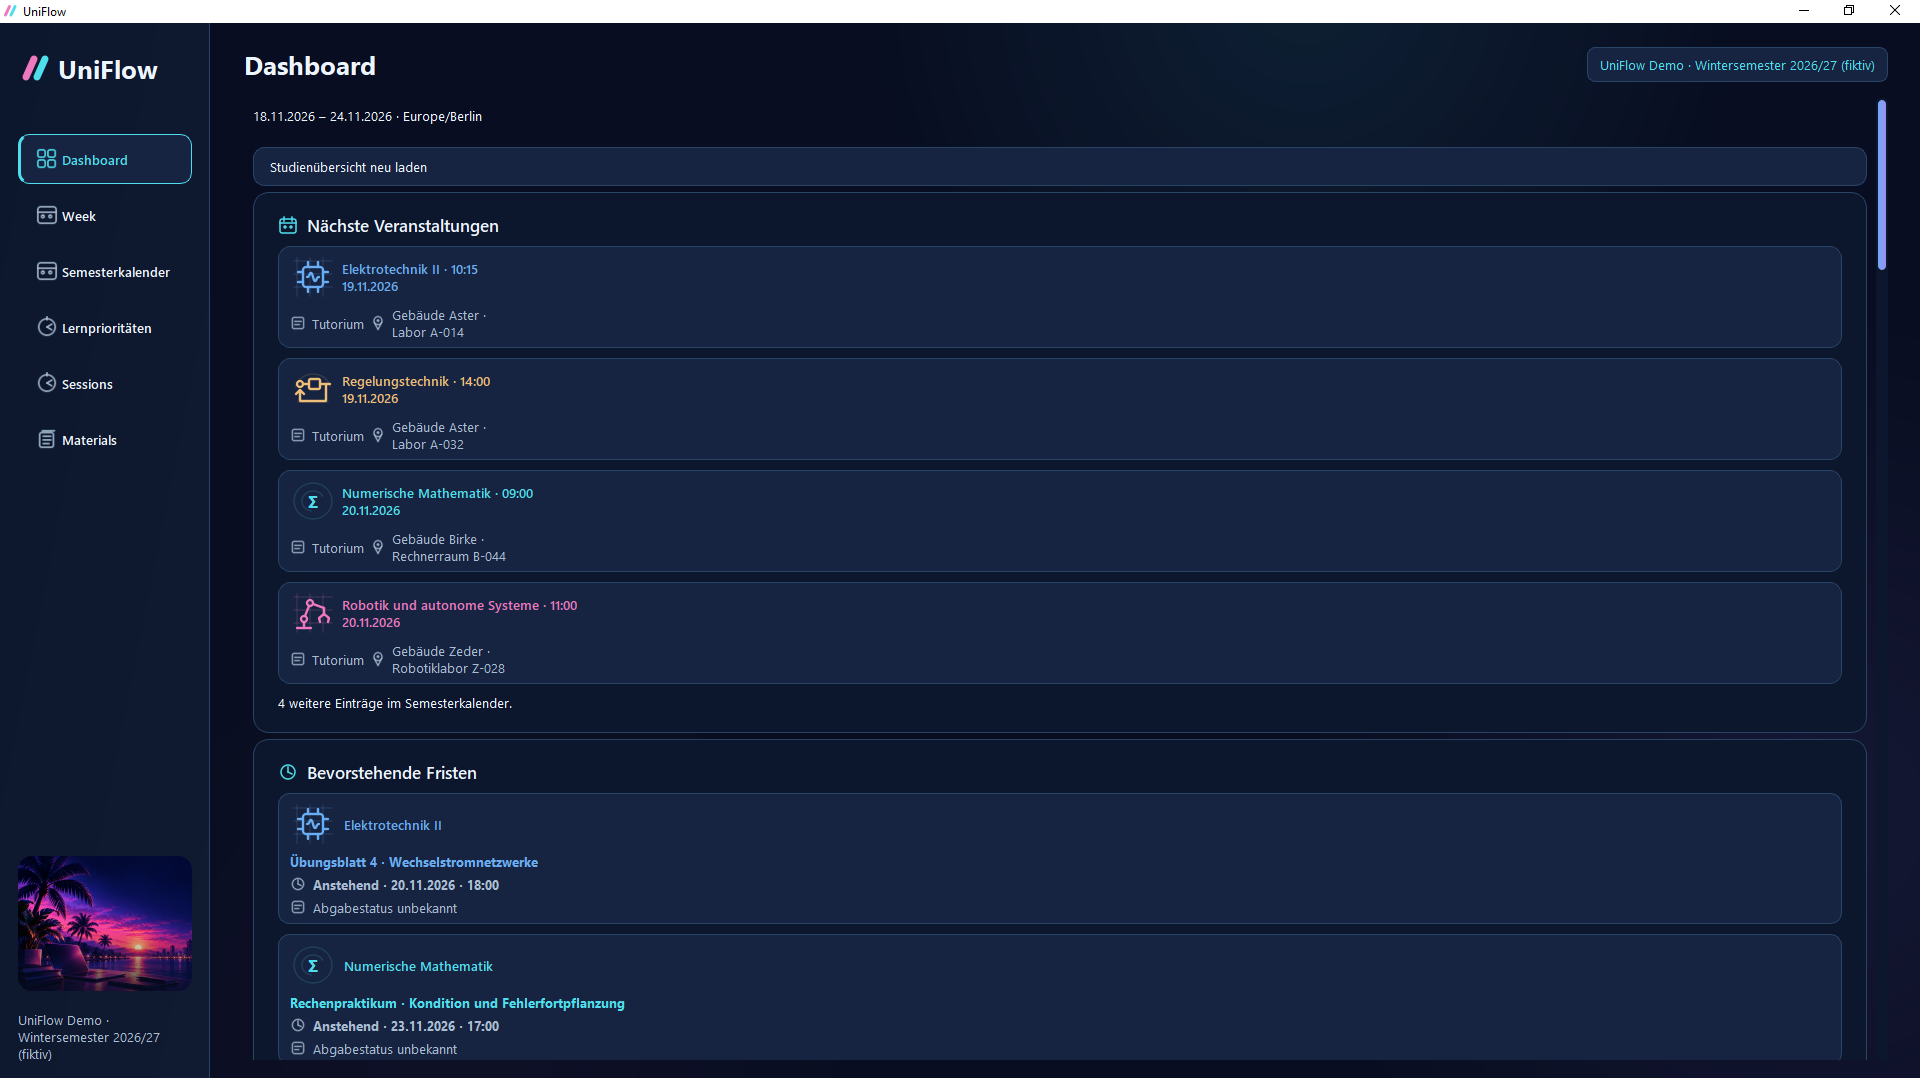 UniFlow
UniFlow
Dashboard
Week
Semesterkalender
Lernprioritäten
Sessions
Materials
UniFlow Demo ·
Wintersemester 2026/27
(fiktiv)
Dashboard
UniFlow Demo · Wintersemester 2026/27 (fiktiv)
18.11.2026 – 24.11.2026 · Europe/Berlin
Studienübersicht neu laden
Nächste Veranstaltungen
Elektrotechnik II · 10:15
19.11.2026
Tutorium
Gebäude Aster ·
Labor A-014
Regelungstechnik · 14:00
19.11.2026
Tutorium
Gebäude Aster ·
Labor A-032
Σ
Numerische Mathematik · 09:00
20.11.2026
Tutorium
Gebäude Birke ·
Rechnerraum B-044
Robotik und autonome Systeme · 11:00
20.11.2026
Tutorium
Gebäude Zeder ·
Robotiklabor Z-028
4 weitere Einträge im Semesterkalender.
Bevorstehende Fristen
Elektrotechnik II
Übungsblatt 4 · Wechselstromnetzwerke
Anstehend · 20.11.2026 · 18:00
Abgabestatus unbekannt
Σ
Numerische Mathematik
Rechenpraktikum · Kondition und Fehlerfortpflanzung
Anstehend · 23.11.2026 · 17:00
Abgabestatus unbekannt